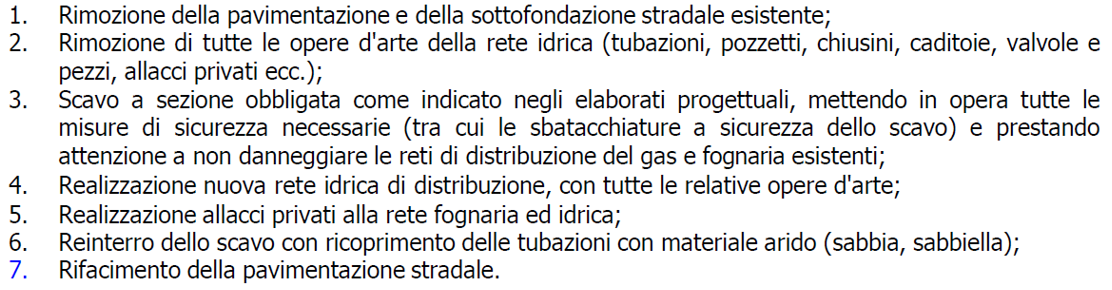 1. Rimozione della pavimentazione e della sottofondazione stradale esistente;
2. Rimozione di tutte le opere d'arte della rete idrica (tubazioni, pozzetti, chiusini, caditoie, valvole e
pezzi, allacci privati ecc.);
3. Scavo a sezione obbligata come indicato negli elaborati progettuali, mettendo in opera tutte le
misure di sicurezza necessarie (tra cui le sbatacchiature a sicurezza dello scavo) e prestando
attenzione a non danneggiare le reti di distribuzione del gas e fognaria esistenti;
4. Realizzazione nuova rete idrica di distribuzione, con tutte le relative opere d'arte;
5. Realizzazione allacci privati alla rete fognaria ed idrica;
6. Reinterro dello scavo con ricoprimento delle tubazioni con materiale arido (sabbia, sabbiella);
7. Rifacimento della pavimentazione stradale.